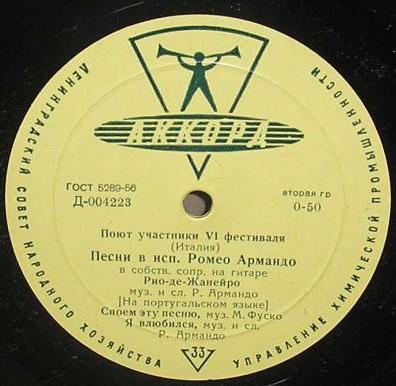 ЛЕНИНГРАДСКИЙ СОВЕТ НАРОДНОГО ХОЗЯЙСТВА
УПРАВЛЕНИЕ ХИМИЧЕСКОЙ ПРОМЫШЛЕННОСТИ
АККОРД
ГОСТ 5289-56
Д-004223
вторая гр
0-50
Поют участники VI фестиваля
(Италия)
Песни в исп. Ромео Армандо
в собств. сопр. на гитаре
Рио-де-Жанейро
муз. и сл. Р. Армандо
[На португальском языке]
Споем эту песню, муз. М. Фуско
Я влюбился, муз. и сл.
Р. Армандо
33